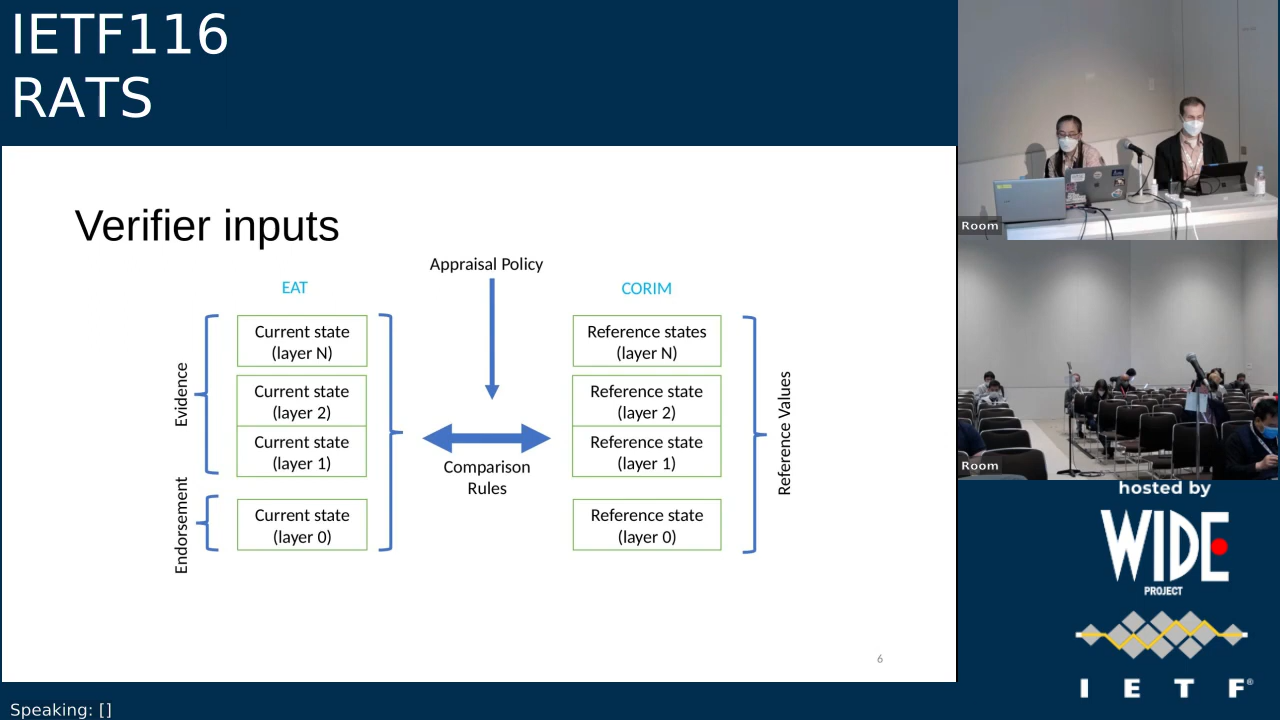 IETF116
RATS
Verifier inputs
Appraisal Policy
EAT
CORIM
Evidence
Endorsement
Current state
(layer N)
Current state
(layer 2)
Current state
(layer 1)
Current state
(layer 0)
Comparison
Rules
Reference states
(layer N)
Reference state
(layer 2)
Reference state
(layer 1)
Reference state
(layer 0)
Reference Values
6
Room
Room
hosted by
WIDE
PROJECT
I E T F®
Speaking: []